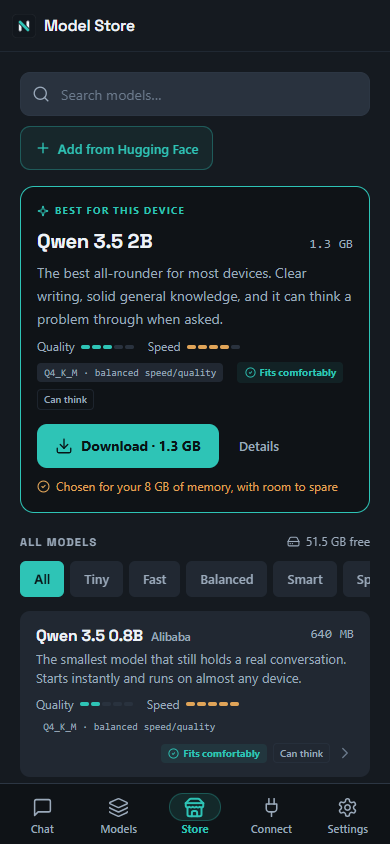 Model Store
Search models...
Add from Hugging Face
BEST FOR THIS DEVICE
Qwen 3.5 2B
1.3 GB
The best all-rounder for most devices. Clear
writing, solid general knowledge, and it can think a
problem through when asked.
Quality Speed
Q4_K_M · balanced speed/quality Fits comfortably
Can think
Download · 1.3 GB Details
Chosen for your 8 GB of memory, with room to spare
ALL MODELS 51.5 GB free
All Tiny Fast Balanced Smart Sp
Qwen 3.5 0.8B Alibaba 640 MB
The smallest model that still holds a real conversation.
Starts instantly and runs on almost any device.
Quality Speed
Q4_K_M · balanced speed/quality
Fits comfortably Can think
Chat Models Store Connect Settings